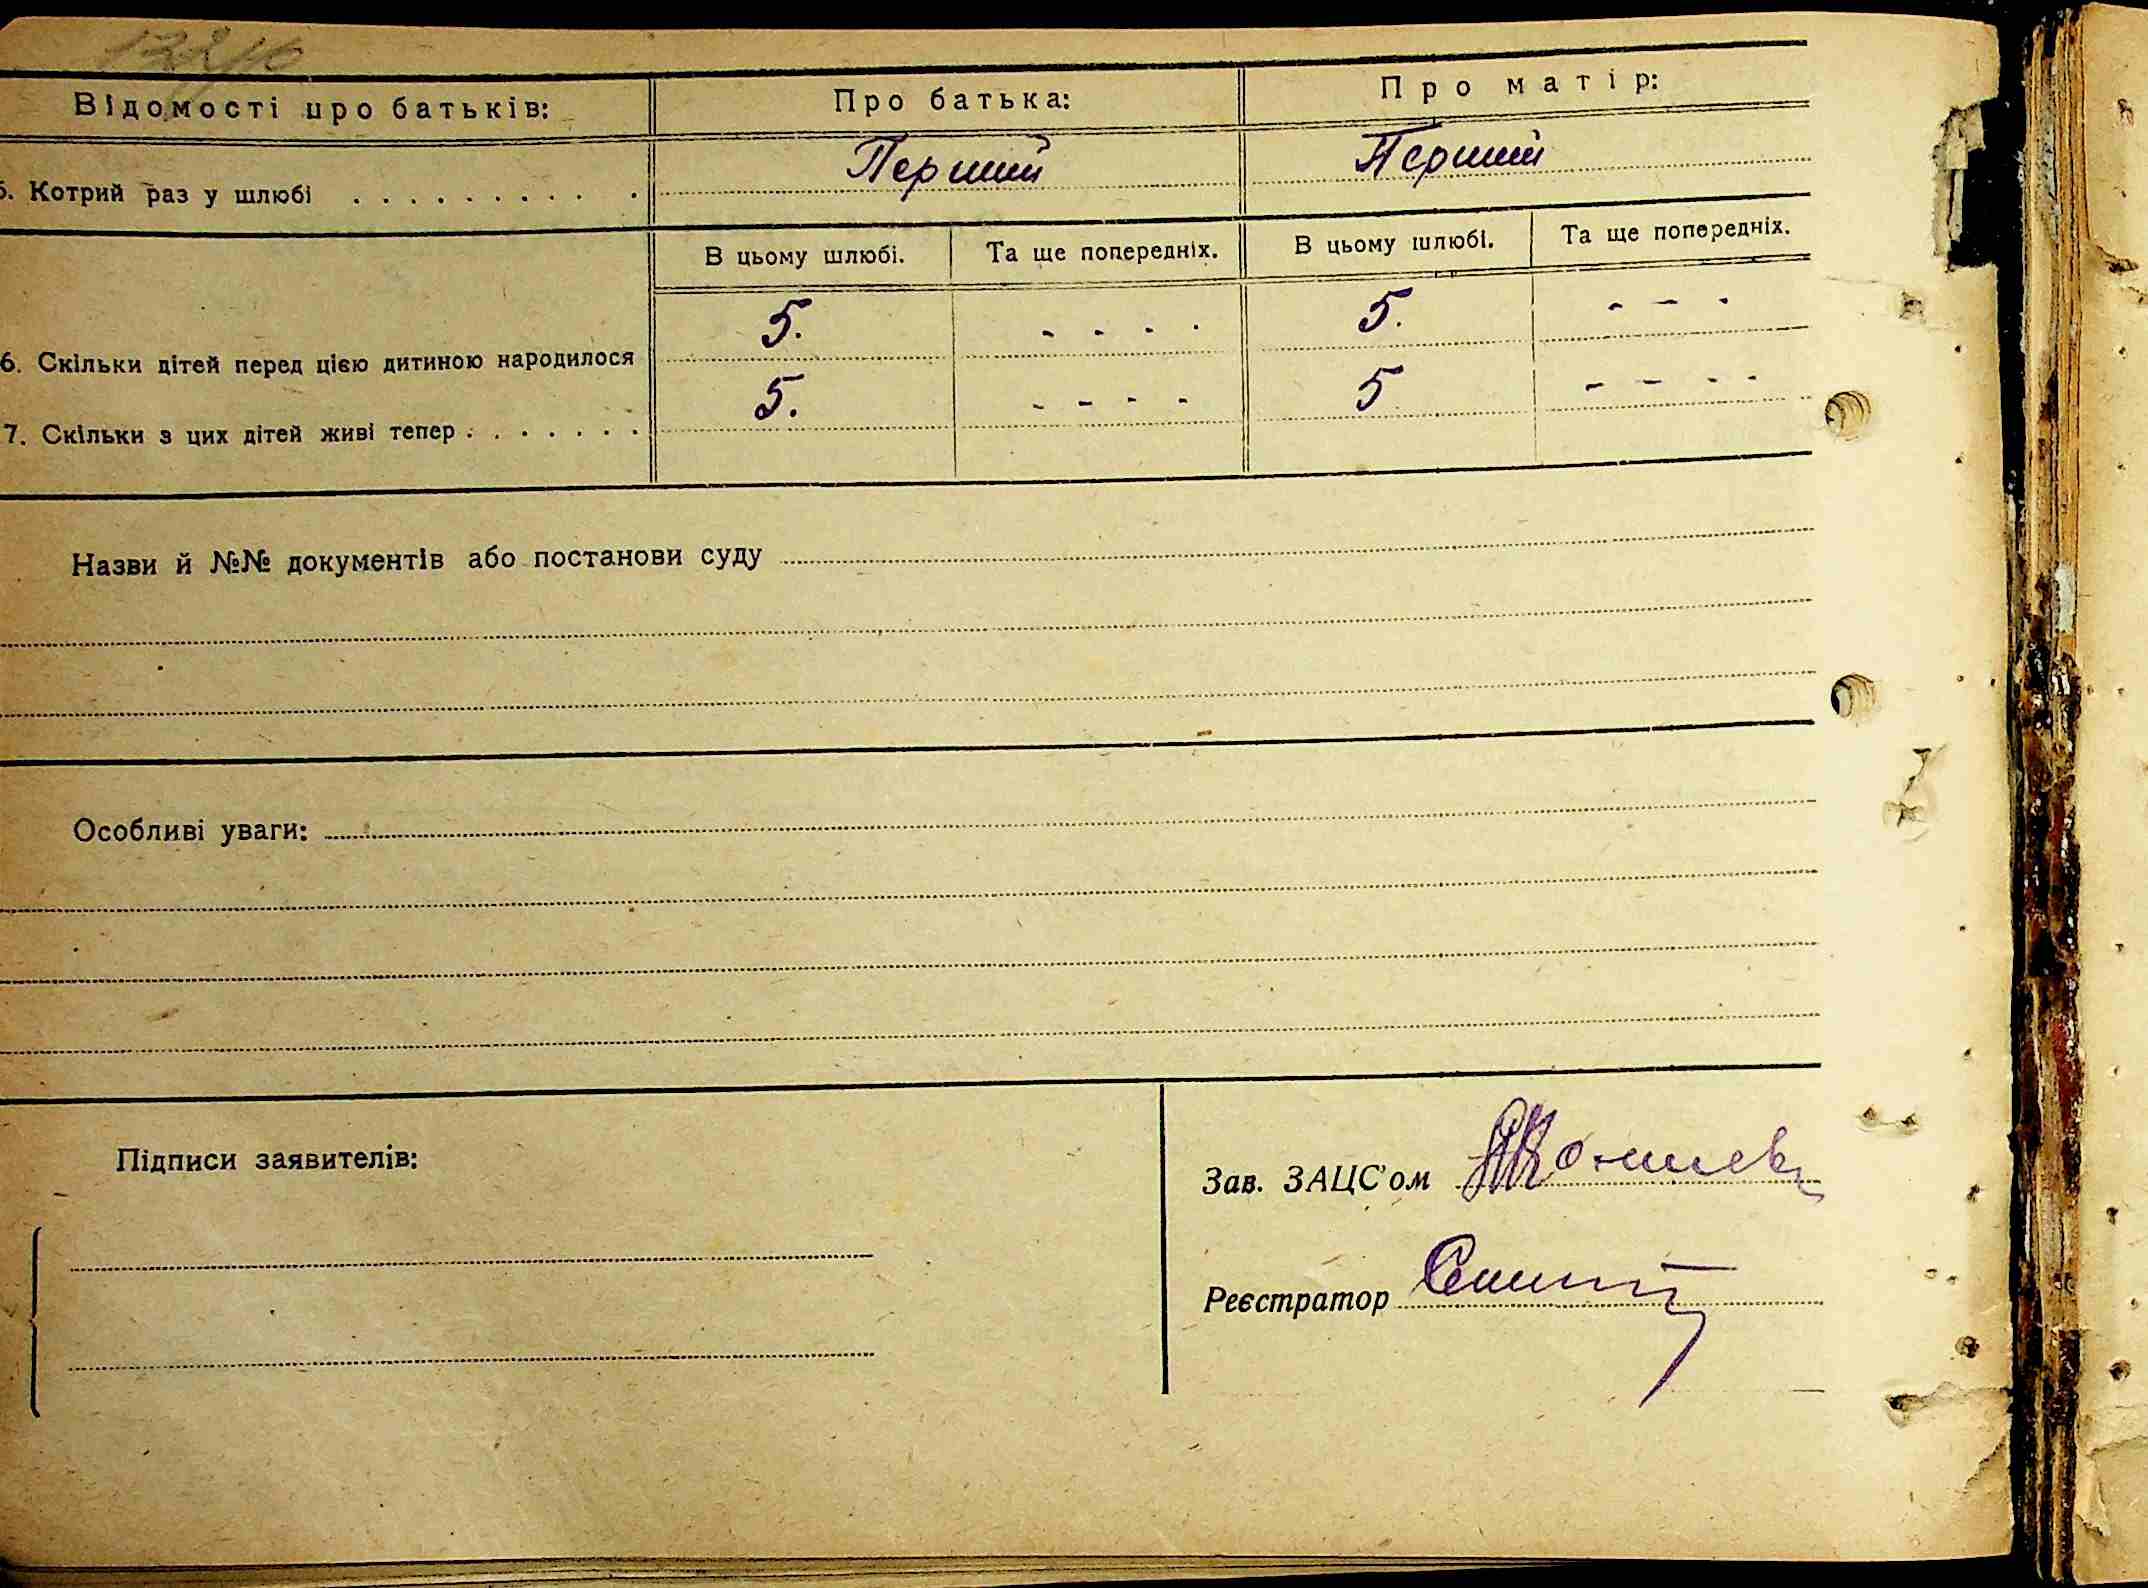 Відомості про батьків: Про батька: Про матір:
5. Котрий раз у шлюбі . . . . . . . . . . Перший Перший
В цьому шлюбі. Та ще попередніх. В цьому шлюбі. Та ще попередніх.
5. - - - - 5. - - -
6. Скільки дітей перед цією дитиною народилося
5. - - - - 5 - - - -
7. Скільки з цих дітей живі тепер . . . . . . .
Назви й №№ документів або постанови суду
Особливі уваги:
Підписи заявителів:
Зав. ЗАЦС'ом
Реєстратор